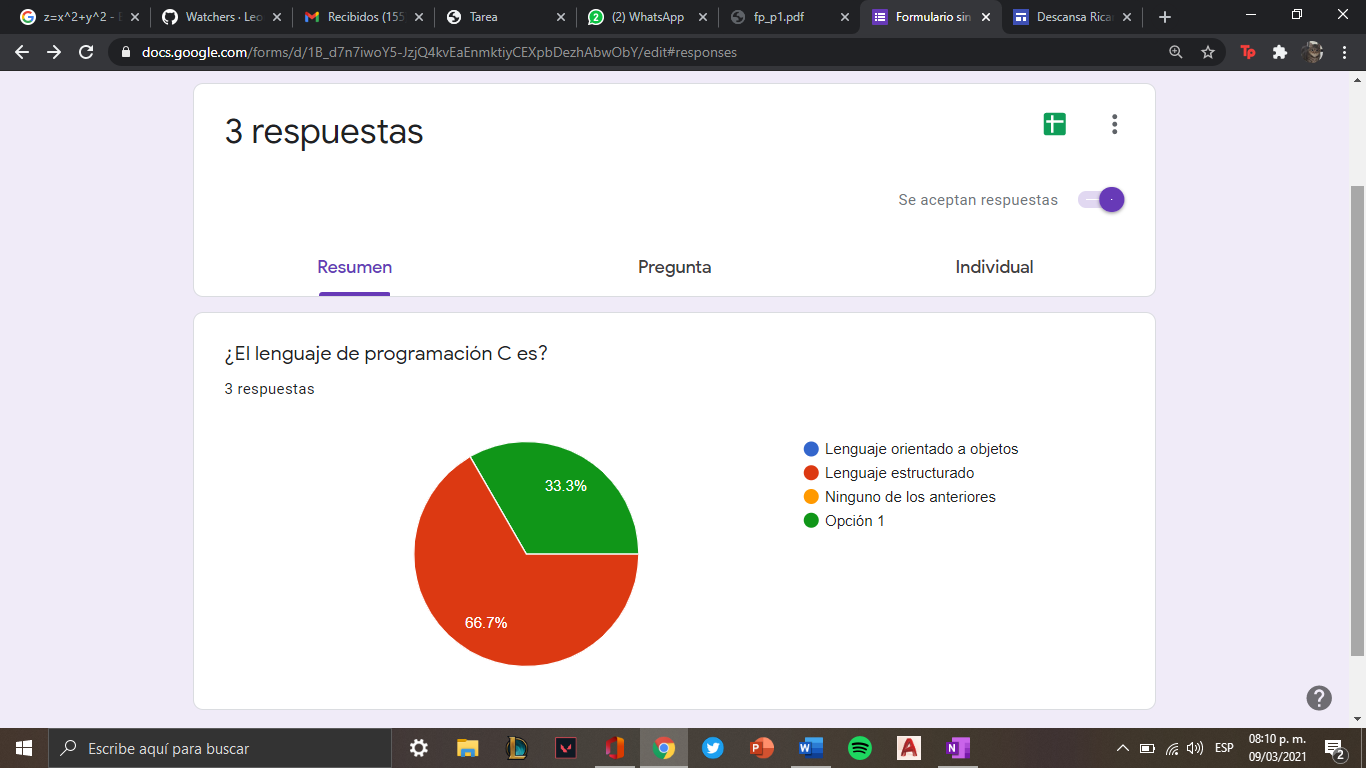 z=x^2+y^2 - E
Watchers · Leo
Recibidos (155
Tarea
(2) WhatsApp
fp_p1.pdf
Formulario sin
Descansa Rica
docs.google.com/forms/d/1B_d7n7iwoY5-JzjQ4kvEaEnmktiyCEXpbDezhAbwObY/edit#responses
Tp
3 respuestas
Se aceptan respuestas
Resumen
Pregunta
Individual
¿El lenguaje de programación C es?
3 respuestas
33.3%
66.7%
Lenguaje orientado a objetos
Lenguaje estructurado
Ninguno de los anteriores
Opción 1
Escribe aquí para buscar
ESP
08:10 p. m.
09/03/2021
2